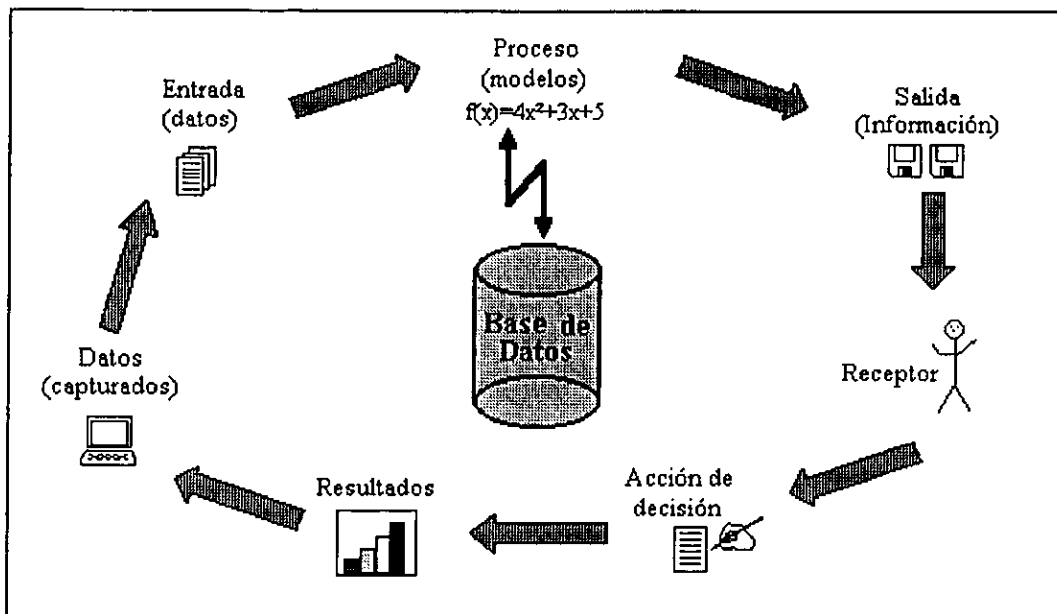 Proceso
(modelos)
f(x)=4x²+3x+5
Entrada
(datos)
Salida
(Información)
Base de
Datos
Datos
(capturados)
Receptor
Resultados
Acción de
decisión